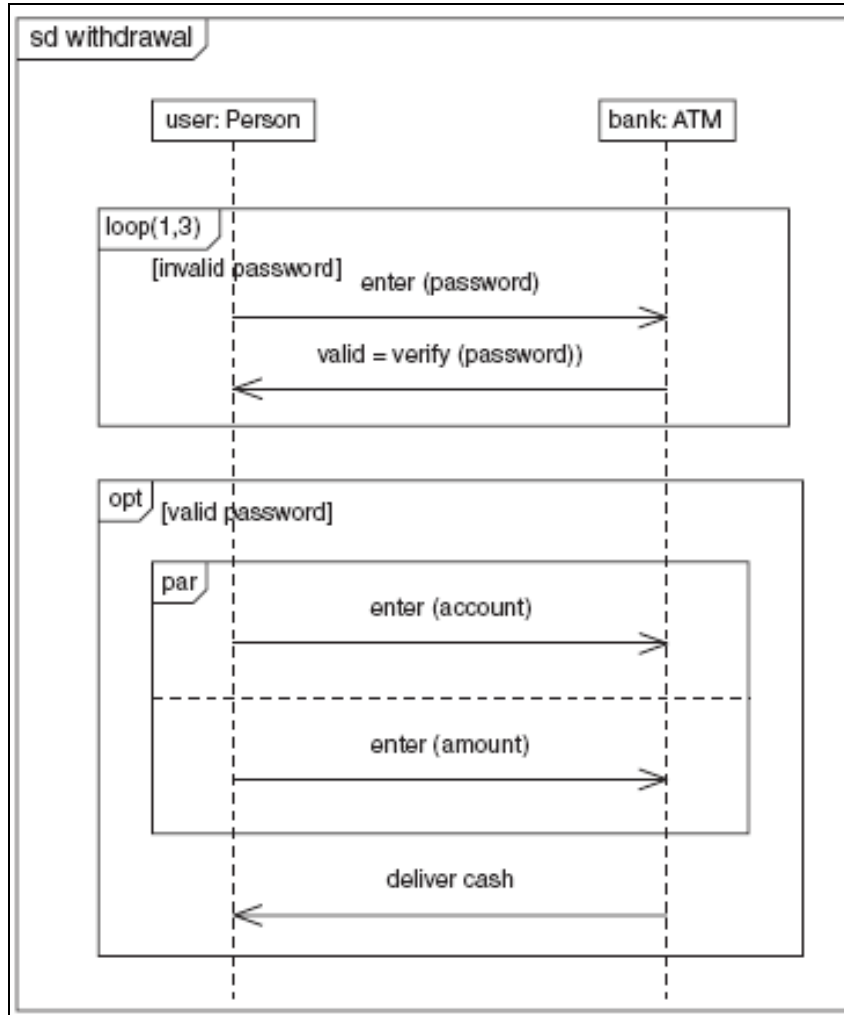 sd withdrawal
user: Person
bank: ATM
loop(1,3)
[invalid password]
enter (password)
valid = verify (password))
opt
[valid password]
par
enter (account)
enter (amount)
deliver cash